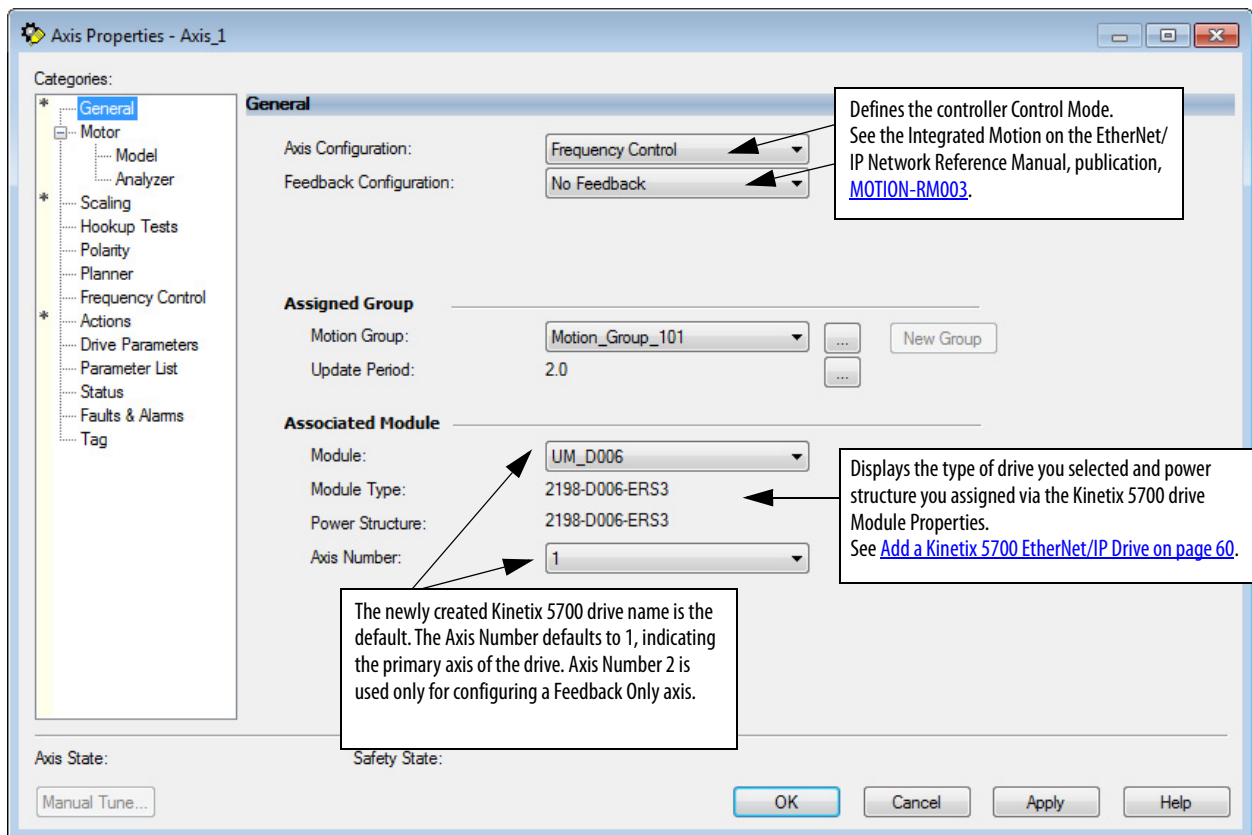 Axis Properties - Axis_1
Categories:
* General
Motor
Model
Analyzer
* Scaling
Hookup Tests
Polarity
Planner
Frequency Control
* Actions
Drive Parameters
Parameter List
Status
Faults & Alarms
Tag
General
Axis Configuration: Frequency Control
Feedback Configuration: No Feedback
Defines the controller Control Mode.
See the Integrated Motion on the EtherNet/
IP Network Reference Manual, publication,
MOTION-RM003.
Assigned Group
Motion Group: Motion_Group_101 ... New Group
Update Period: 2.0 ...
Associated Module
Module: UM_D006
Module Type: 2198-D006-ERS3
Power Structure: 2198-D006-ERS3
Axis Number: 1
Displays the type of drive you selected and power
structure you assigned via the Kinetix 5700 drive
Module Properties.
See Add a Kinetix 5700 EtherNet/IP Drive on page 60.
The newly created Kinetix 5700 drive name is the
default. The Axis Number defaults to 1, indicating
the primary axis of the drive. Axis Number 2 is
used only for configuring a Feedback Only axis.
Axis State: Safety State:
Manual Tune... OK Cancel Apply Help